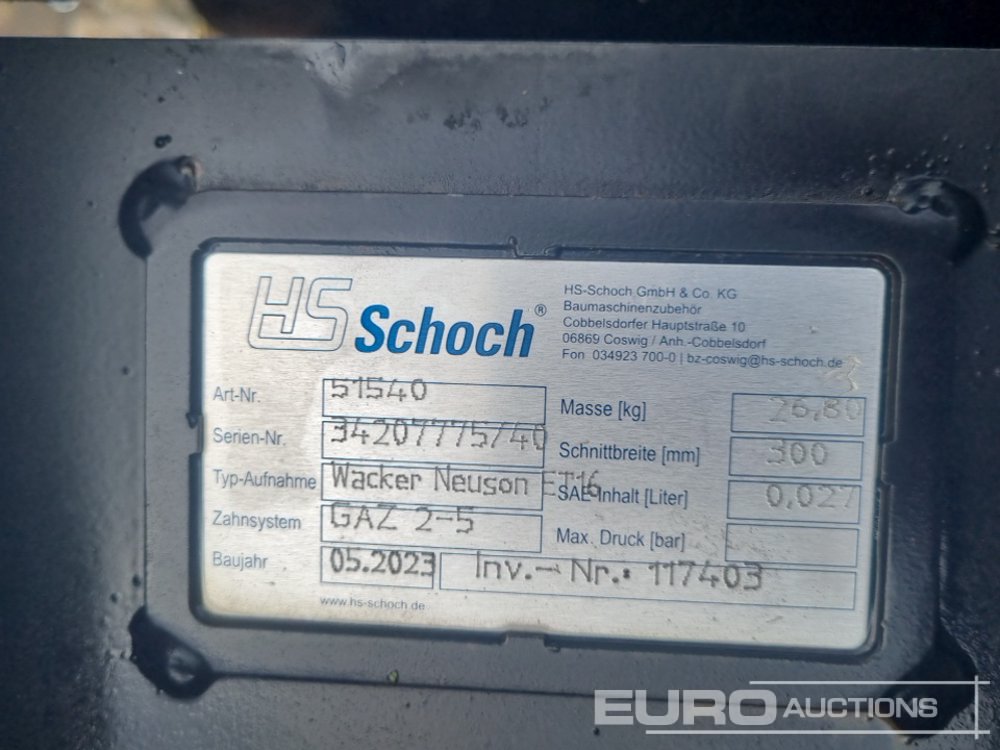 HS Schoch®
HS-Schoch GmbH & Co. KG
Baumaschinenzubehör
Cobbelsdorfer Hauptstraße 10
06869 Coswig / Anh.-Cobbelsdorf
Fon 034923 700-0 | bz-coswig@hs-schoch.de
Art-Nr. 51540
Masse [kg] 26,80
Serien-Nr. 34207775/40
Schnittbreite [mm] 300
Typ-Aufnahme Wacker Neuson ET16
SAE Inhalt [Liter] 0,027
Zahnsystem GAZ 2-5
Max. Druck [bar]
Baujahr 05.2023 Inv.-Nr.: 117403
www.hs-schoch.de
EURO AUCTIONS